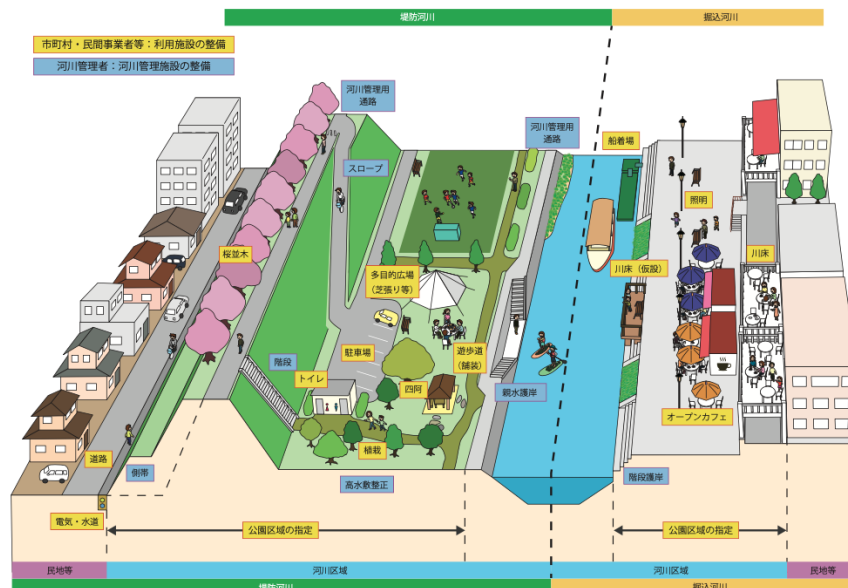 堤防河川
掘込河川
市町村・民間事業者等：利用施設の整備
河川管理者：河川管理施設の整備
河川管理用
通路
河川管理用
通路
船着場
スロープ
照明
桜並木
川床
川床（仮設）
多目的広場
（芝張り等）
駐車場
遊歩道
（舗装）
階段
トイレ
四阿
親水護岸
オープンカフェ
植栽
道路
側帯
高水敷整正
階段護岸
電気・水道
公園区域の指定
公園区域の指定
民地等
河川区域
河川区域
民地等
堤防河川
掘込河川